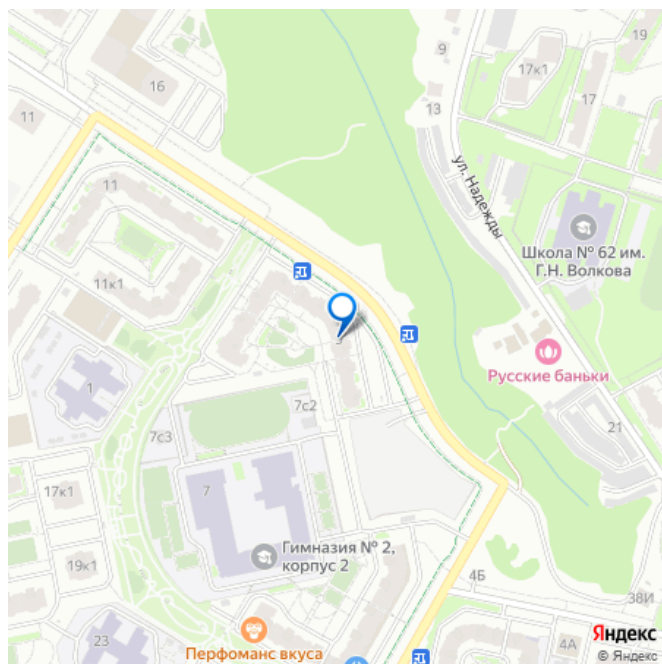 19
9
17к1
16
17
11
13
ул. Надежды
11
Школа № 62 им.
Г.Н. Волкова
11к1
Русские баньки
1
7с2
21
7с3
7
17к1
Гимназия № 2,
корпус 2
19к1
4Б
38И
23
4А
Яндекс
Перфоманс вкуса
© Яндекс